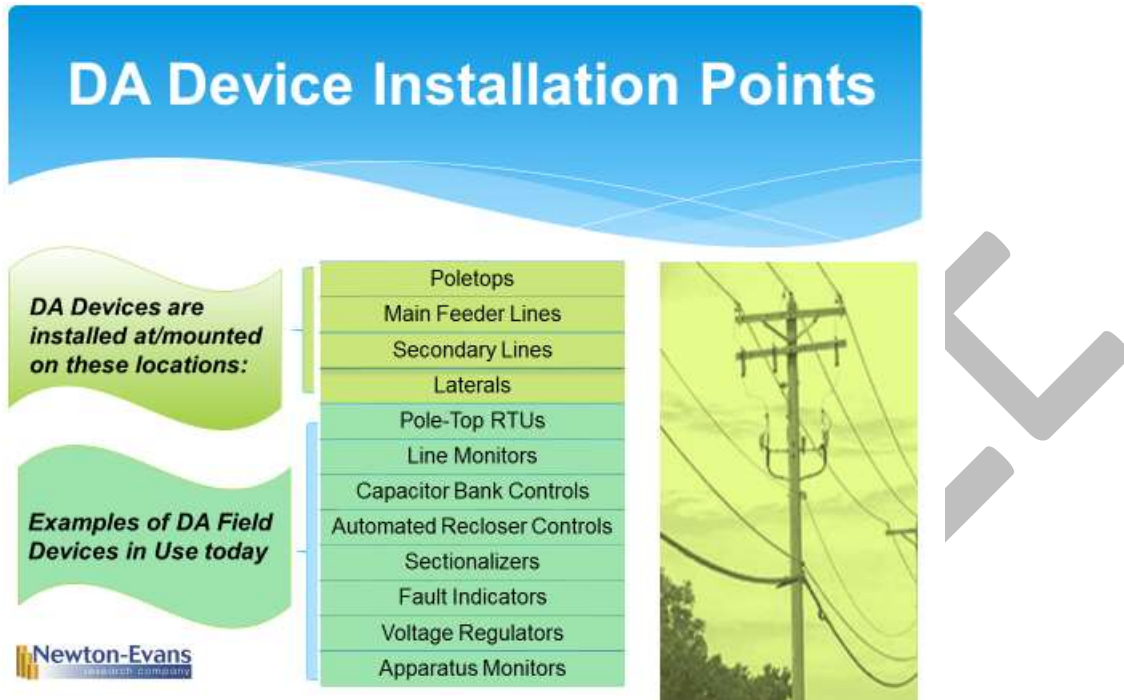 DA Device Installation Points
DA Devices are
installed at/mounted
on these locations:
Poletops
Main Feeder Lines
Secondary Lines
Laterals
Examples of DA Field
Devices in Use today
Pole-Top RTUs
Line Monitors
Capacitor Bank Controls
Automated Recloser Controls
Sectionalizers
Fault Indicators
Voltage Regulators
Apparatus Monitors
Newton-Evans
research company